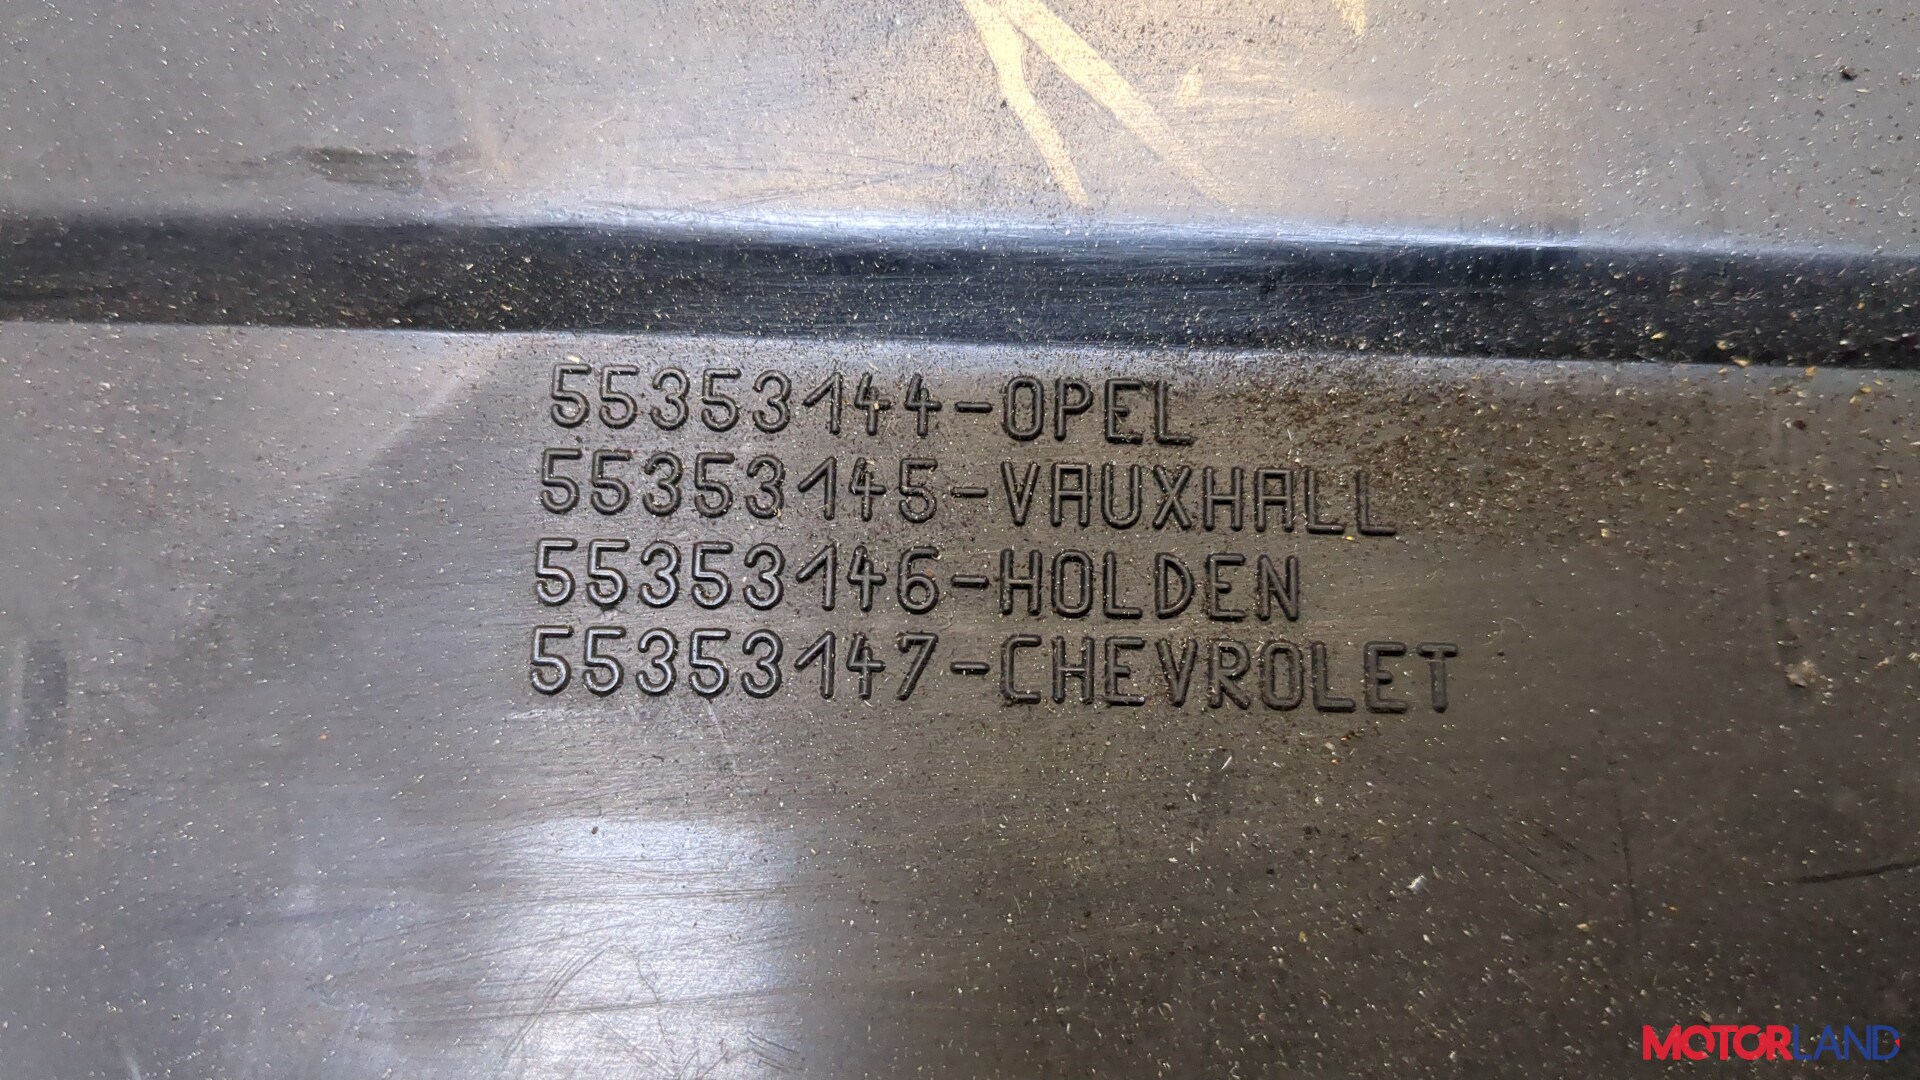 55353144-OPEL
55353145-VAUXHALL
55353146-HOLDEN
55353147-CHEVROLET
MOTORLAND